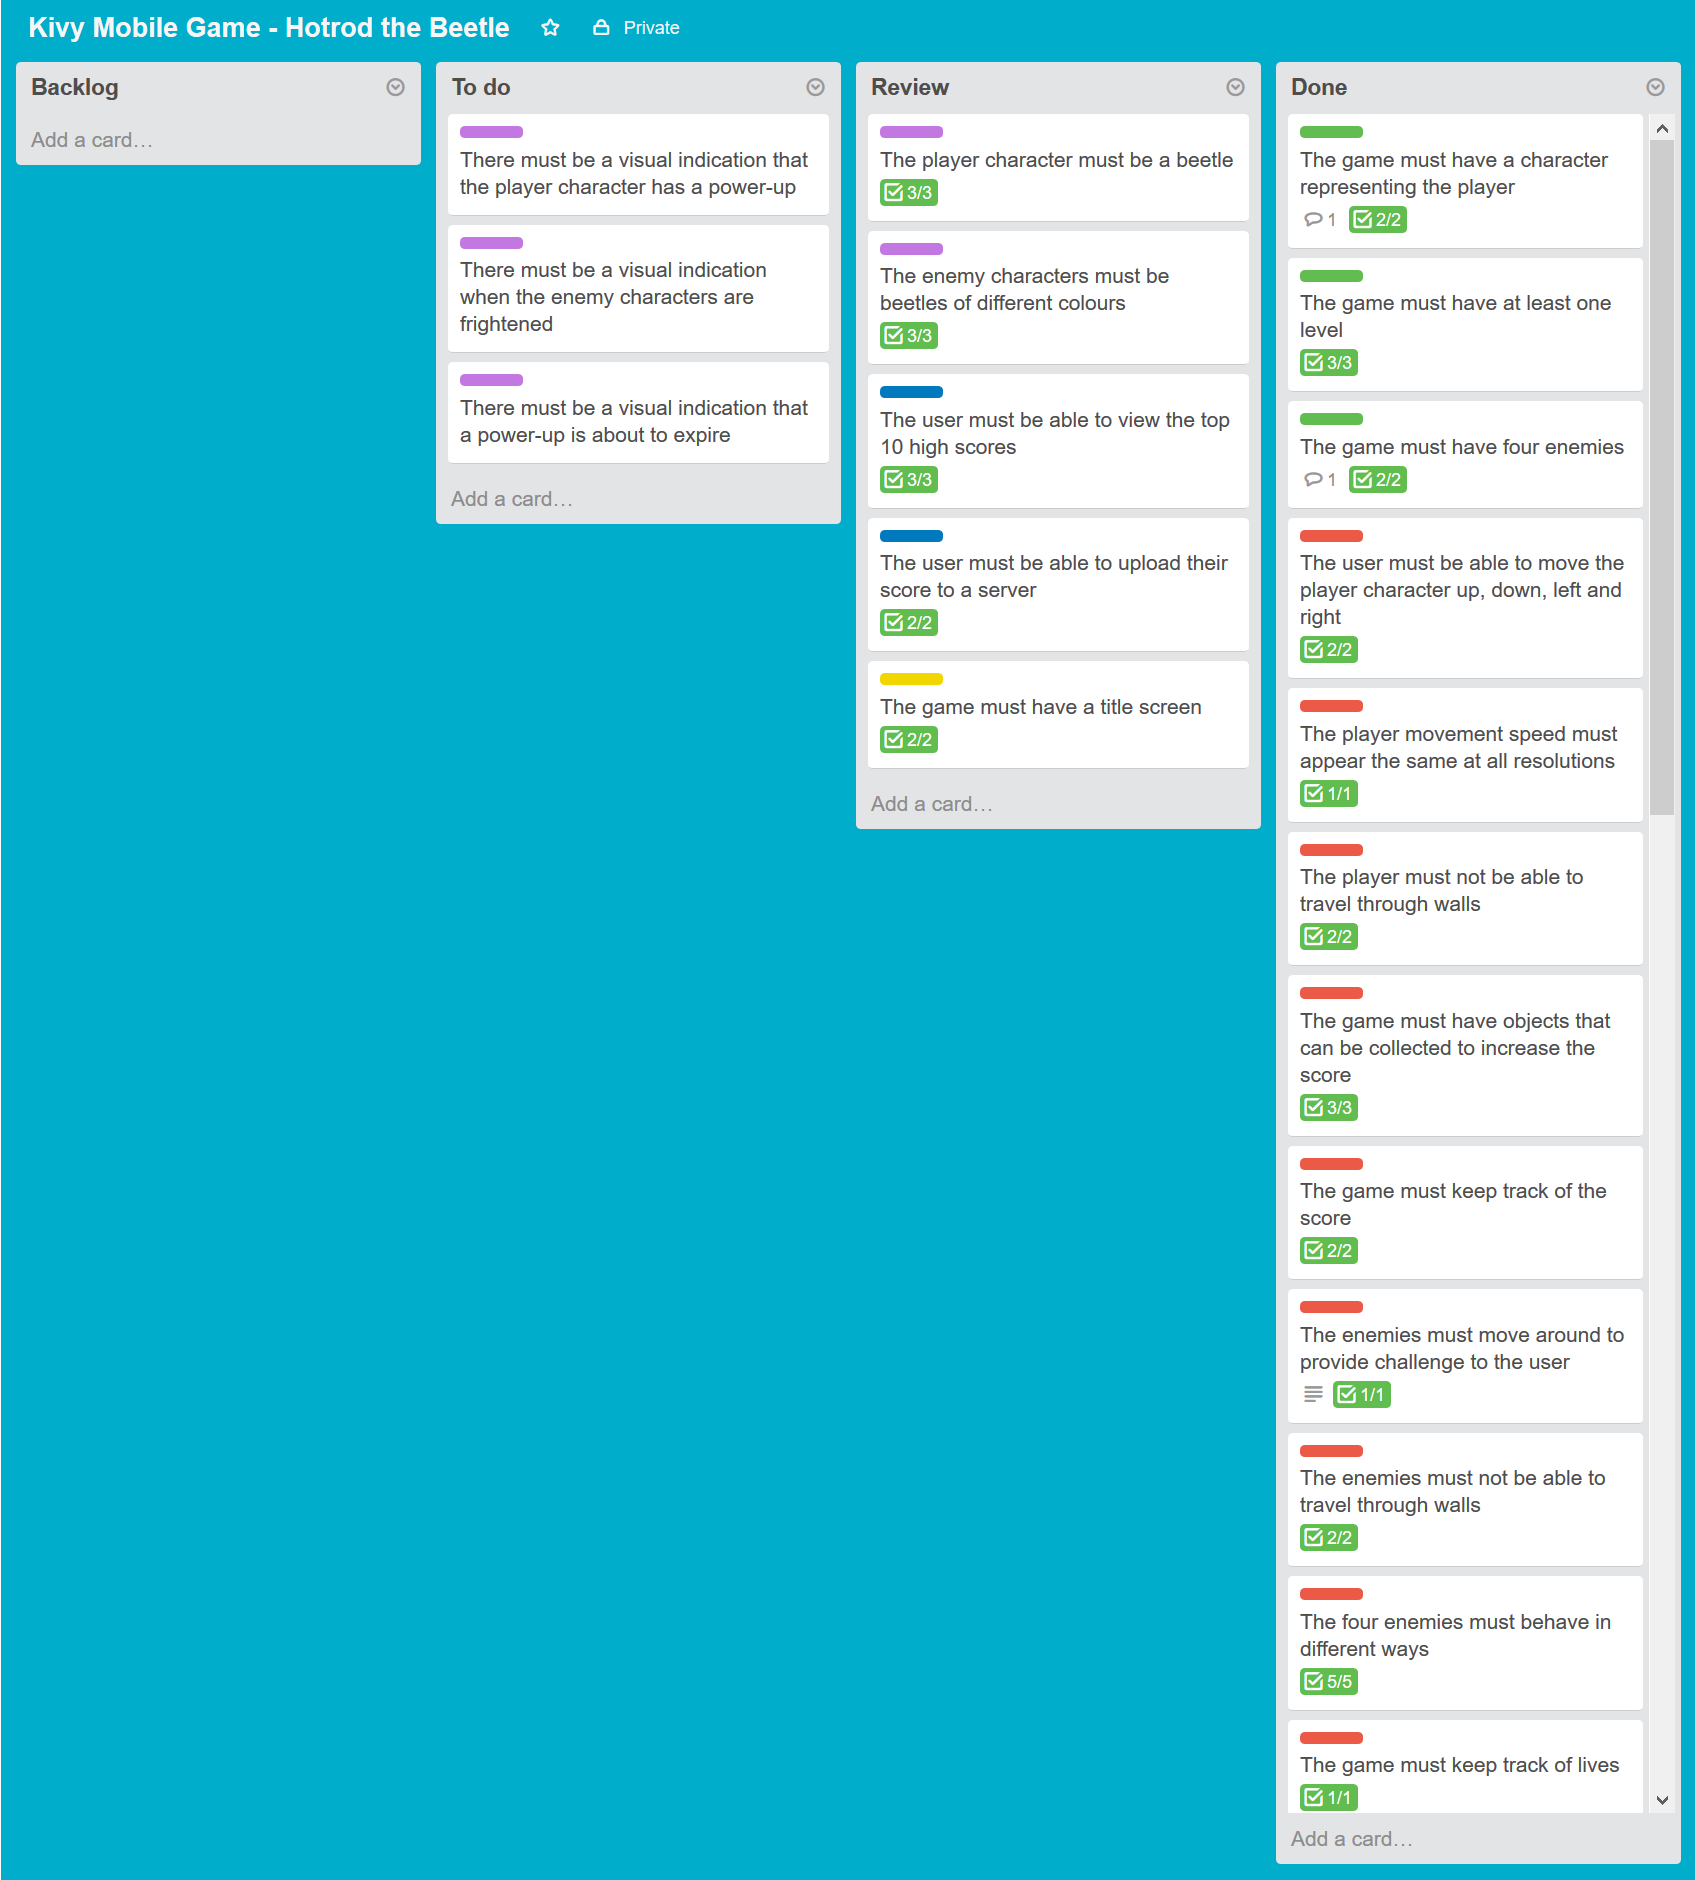 Kivy Mobile Game - Hotrod the Beetle
Private
Backlog
Add a card…
To do
There must be a visual indication that
the player character has a power-up
There must be a visual indication
when the enemy characters are
frightened
There must be a visual indication that
a power-up is about to expire
Add a card…
Review
The player character must be a beetle
3/3
The enemy characters must be
beetles of different colours
3/3
The user must be able to view the top
10 high scores
3/3
The user must be able to upload their
score to a server
2/2
The game must have a title screen
2/2
Add a card…
Done
The game must have a character
representing the player
1 2/2
The game must have at least one
level
3/3
The game must have four enemies
1 2/2
The user must be able to move the
player character up, down, left and
right
2/2
The player movement speed must
appear the same at all resolutions
1/1
The player must not be able to
travel through walls
2/2
The game must have objects that
can be collected to increase the
score
3/3
The game must keep track of the
score
2/2
The enemies must move around to
provide challenge to the user
1/1
The enemies must not be able to
travel through walls
2/2
The four enemies must behave in
different ways
5/5
The game must keep track of lives
1/1
Add a card…